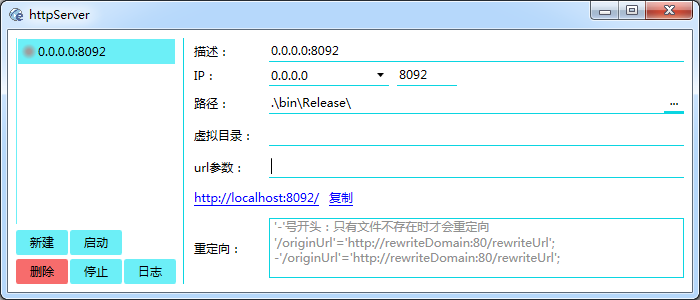 httpServer
0.0.0.0:8092
描述： 0.0.0.0:8092
IP： 0.0.0.0 8092
路径： .\bin\Release\ ...
虚拟目录：
url参数：
http://localhost:8092/ 复制
'-'号开头：只有文件不存在时才会重定向
'/originUrl'='http://rewriteDomain:80/rewriteUrl';
重定向： -'/originUrl'='http://rewriteDomain:80/rewriteUrl';
新建 启动
删除 停止 日志